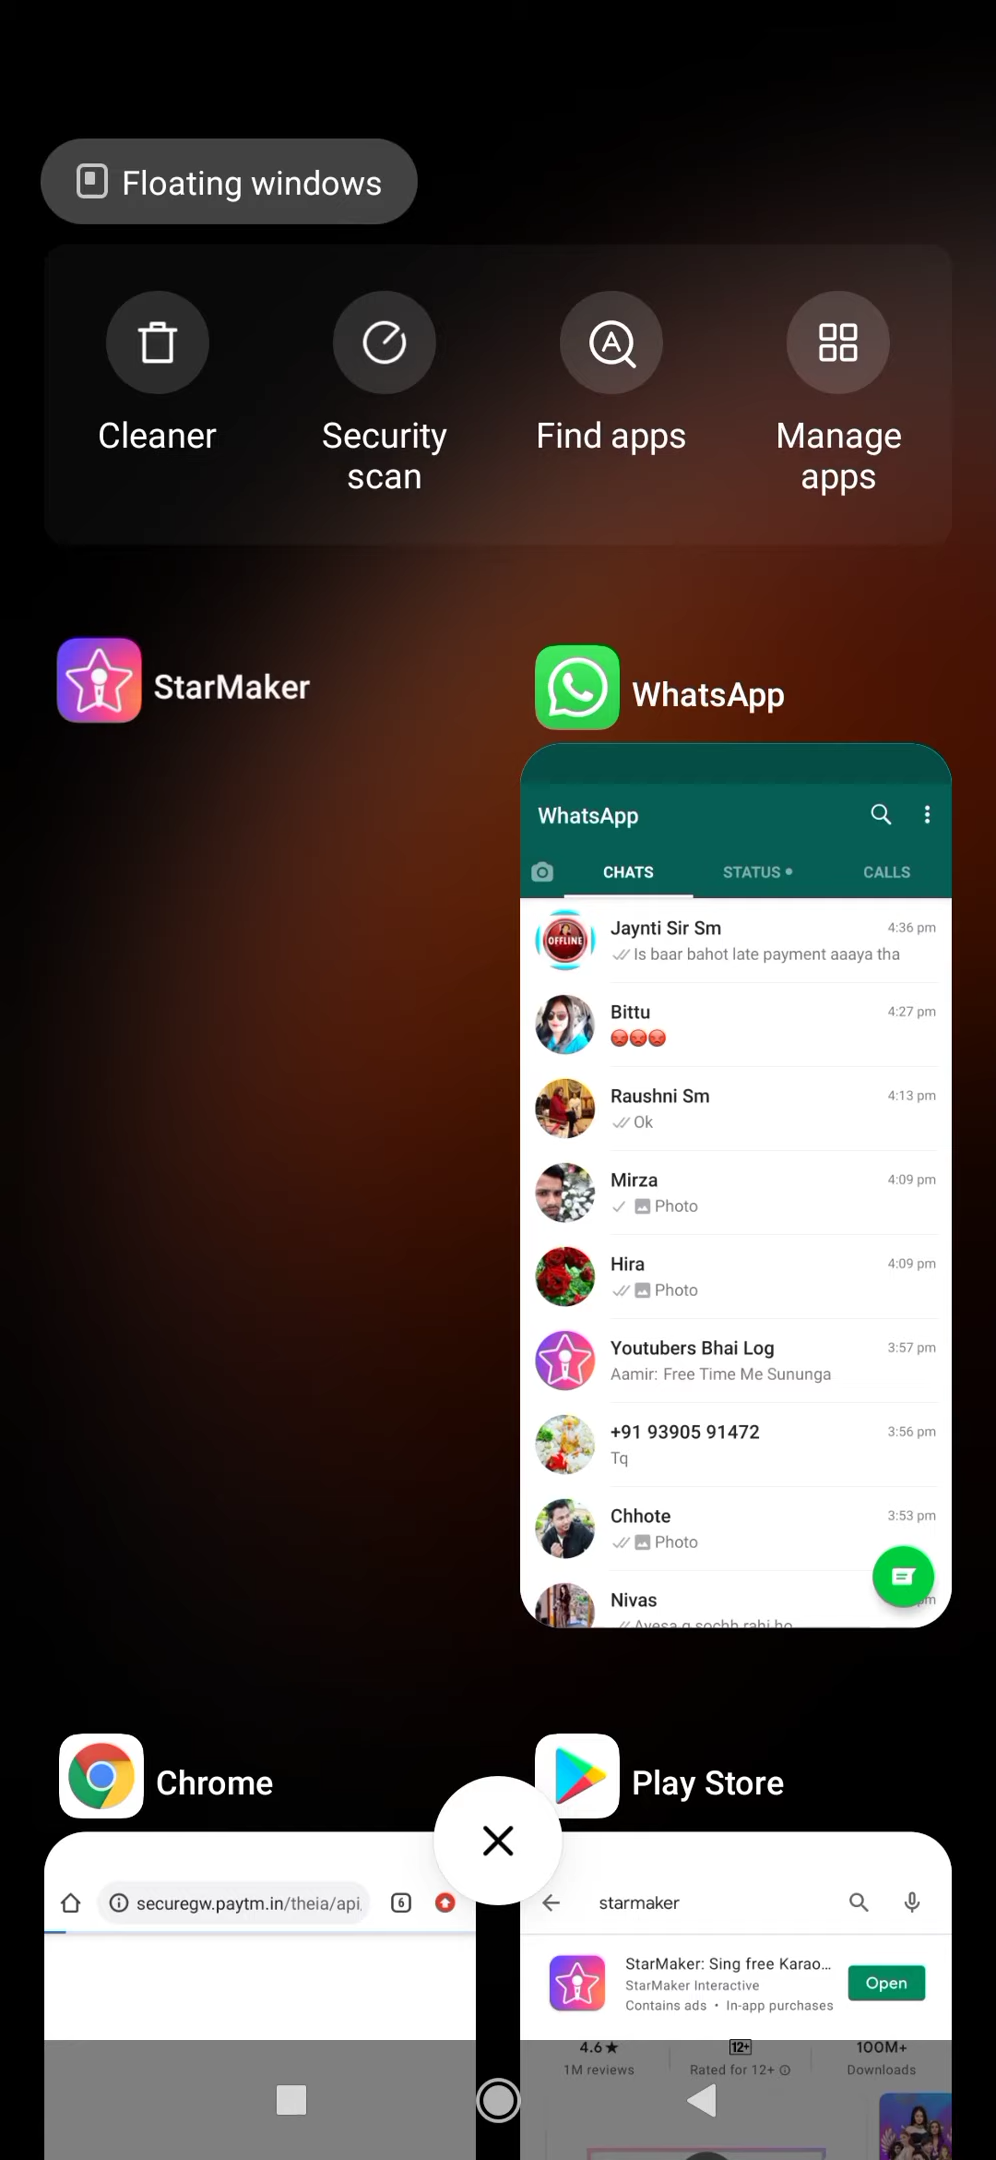 Floating windows
Cleaner
Security
scan
Find apps
Manage
apps
StarMaker
WhatsApp
WhatsApp
CHATS
STATUS
CALLS
Jaynti Sir Sm
4:36 pm
OFFLINE
Is baar bahot late payment aaaya tha
Bittu
4:27 pm
Raushni Sm
4:13 pm
Ok
Mirza
4:09 pm
Photo
Hira
4:09 pm
Photo
Youtubers Bhai Log
3:57 pm
Aamir: Free Time Me Sununga
+91 93905 91472
3:56 pm
Tq
Chhote
3:53 pm
Photo
Nivas
pm
Chrome
Play Store
securegw.paytm.in/theia/api
6
starmaker
StarMaker: Sing free Karao...
StarMaker Interactive
Contains ads • In-app purchases
Open
4.6★
12+
100M+
1M reviews
Rated for 12+
Downloads